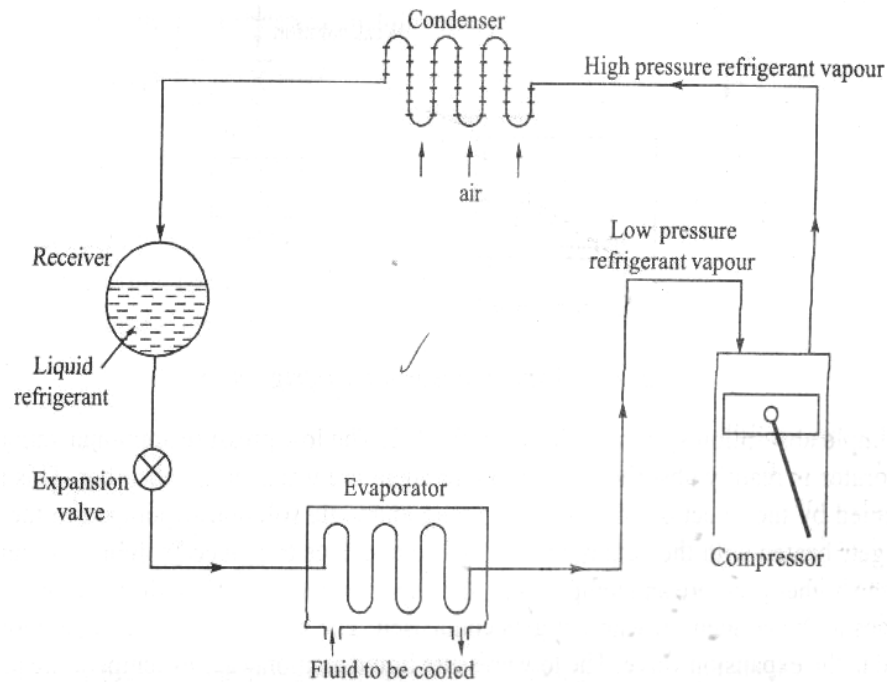 Condenser
High pressure refrigerant vapour
air
Low pressure
refrigerant vapour
Receiver
Liquid
refrigerant
Expansion
valve
Evaporator
Compressor
Fluid to be cooled